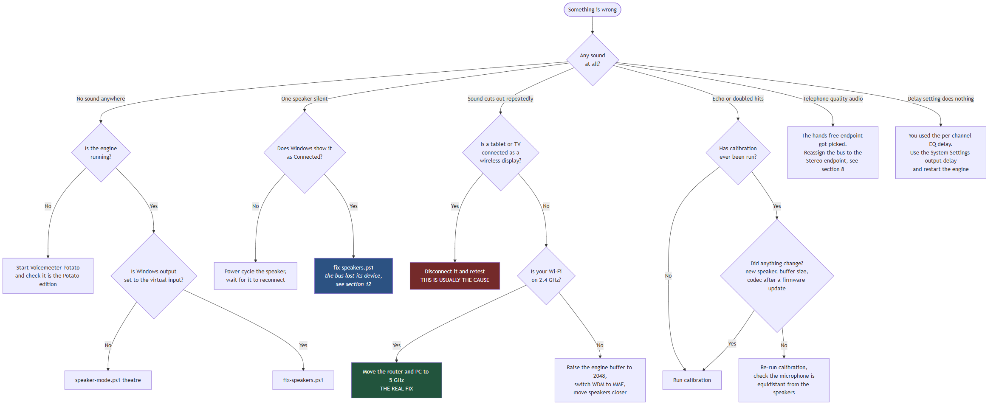 Something is wrong
Any sound
at all?
No sound anywhere
One speaker silent
Sound cuts out repeatedly
Echo or doubled hits
Telephone quality audio
Delay setting does nothing
Is the engine
running?
Does Windows show it
as Connected?
Is a tablet or TV
connected as a
wireless display?
Has calibration
ever been run?
The hands free endpoint
got picked.
Reassign the bus to the
Stereo endpoint, see
section 8
You used the per channel
EQ delay.
Use the System Settings
output delay
and restart the engine
No
Yes
No
Yes
Yes
No
Yes
Start Voicemeeter Potato
and check it is the Potato
edition
Is Windows output
set to the virtual input?
Power cycle the speaker,
wait for it to reconnect
fix-speakers.ps1
the bus lost its device,
see section 12
Disconnect it and retest
THIS IS USUALLY THE CAUSE
Is your Wi-Fi
on 2.4 GHz?
No
Did anything change?
new speaker, buffer size,
codec after a firmware
update
No
Yes
Yes
No
Yes
No
speaker-mode.ps1 theatre
fix-speakers.ps1
Move the router and PC to
5 GHz
THE REAL FIX
Raise the engine buffer to
2048,
switch WDM to MME,
move speakers closer
Run calibration
Re-run calibration,
check the microphone is
equidistant from the
speakers